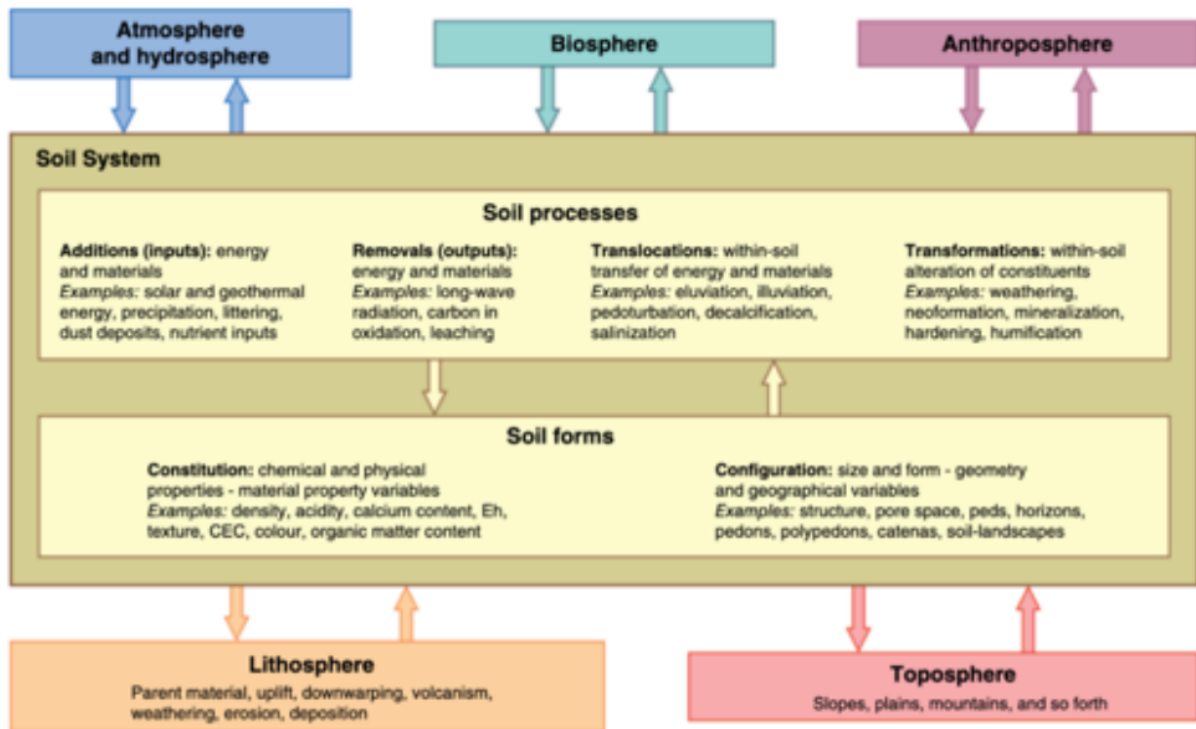 Atmosphere
and hydrosphere
Biosphere
Anthroposphere
Soil System
Soil processes
Additions (inputs): energy
and materials
Examples: solar and geothermal
energy, precipitation, littering,
dust deposits, nutrient inputs
Removals (outputs):
energy and materials
Examples: long-wave
radiation, carbon in
oxidation, leaching
Translocations: within-soil
transfer of energy and materials
Examples: eluviation, illuviation,
pedoturbation, decalcification,
salinization
Transformations: within-soil
alteration of constituents
Examples: weathering,
neoformation, mineralization,
hardening, humification
Soil forms
Constitution: chemical and physical
properties - material property variables
Examples: density, acidity, calcium content, Eh,
texture, CEC, colour, organic matter content
Configuration: size and form - geometry
and geographical variables
Examples: structure, pore space, peds, horizons,
pedons, polypedons, catenas, soil-landscapes
Lithosphere
Parent material, uplift, downwarping, volcanism,
weathering, erosion, deposition
Toposphere
Slopes, plains, mountains, and so forth